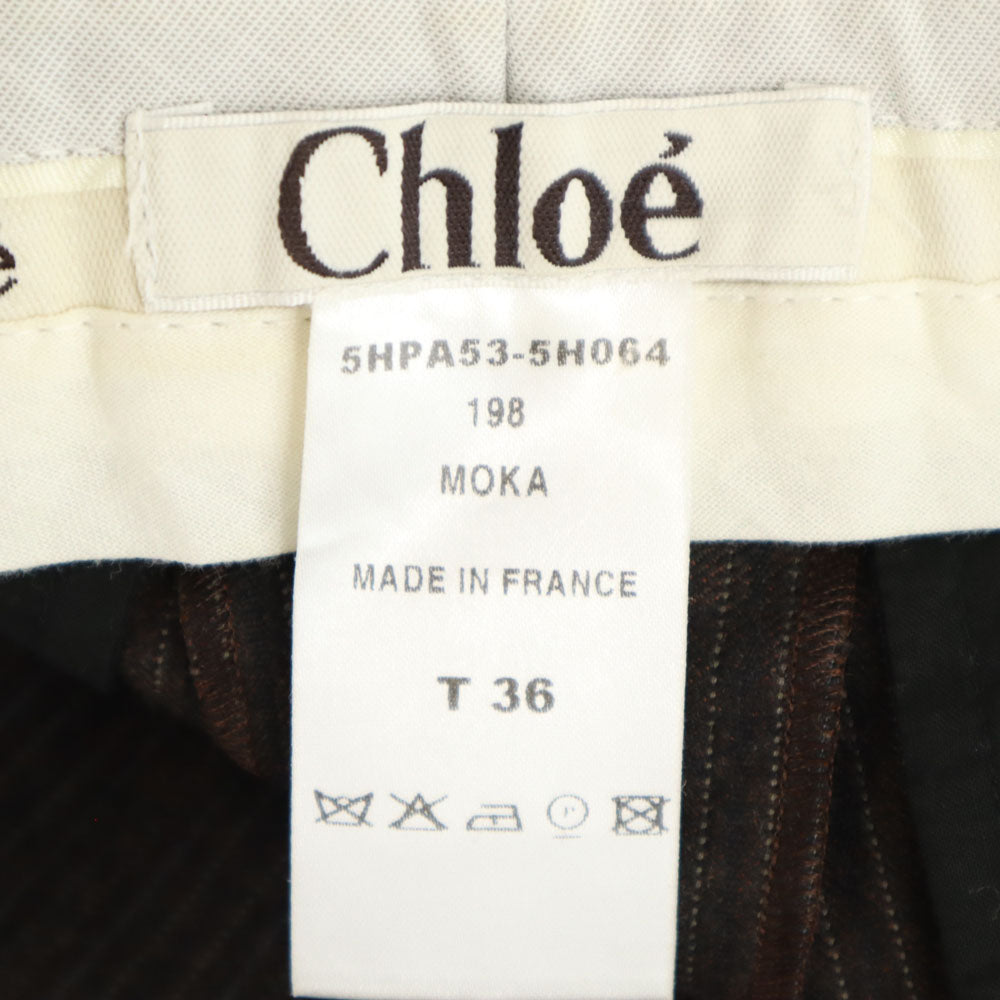 Chloé
e
5HPA53-5H064
198
MOKA
MADE IN FRANCE
T 36
P